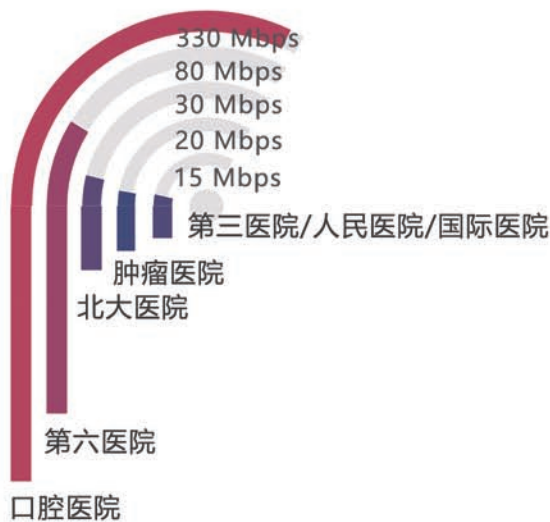 330 Mbps
80 Mbps
30 Mbps
20 Mbps
15 Mbps
第三医院/人民医院/国际医院
肿瘤医院
北大医院
第六医院
口腔医院